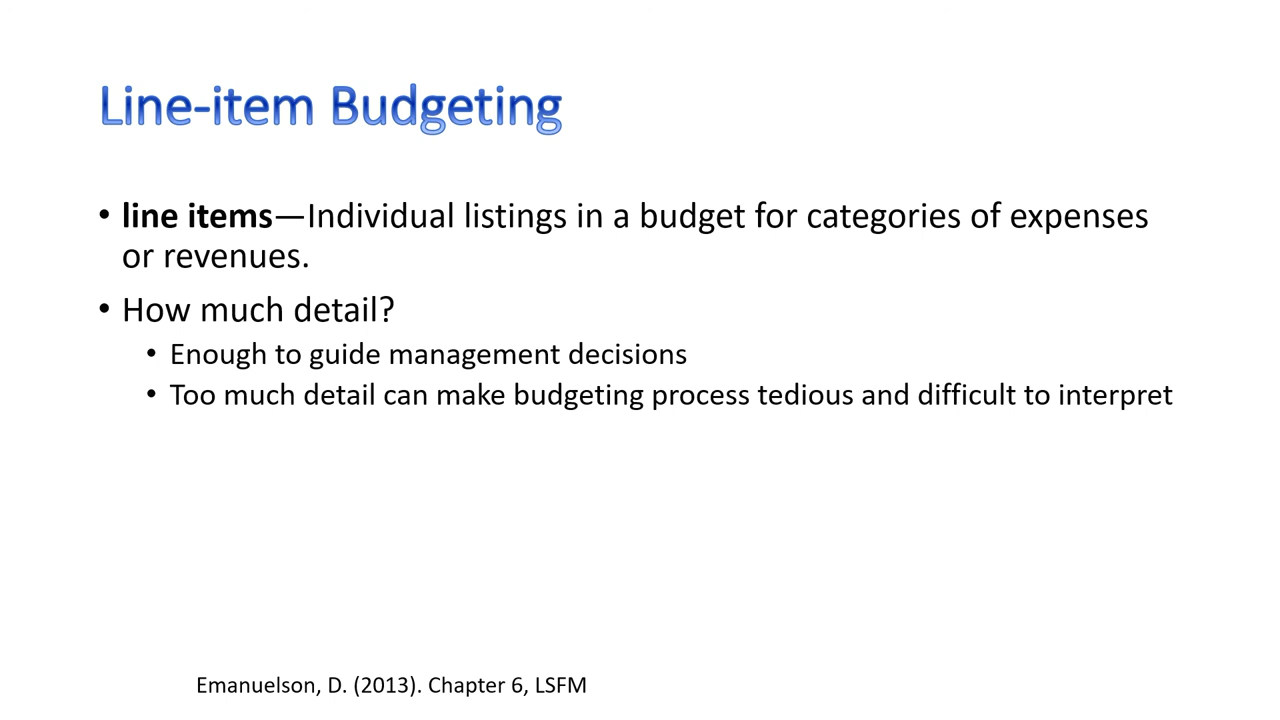 Line-item Budgeting
• line items—Individual listings in a budget for categories of expenses
or revenues.
• How much detail?
• Enough to guide management decisions
• Too much detail can make budgeting process tedious and difficult to interpret
Emanuelson, D. (2013). Chapter 6, LSFM